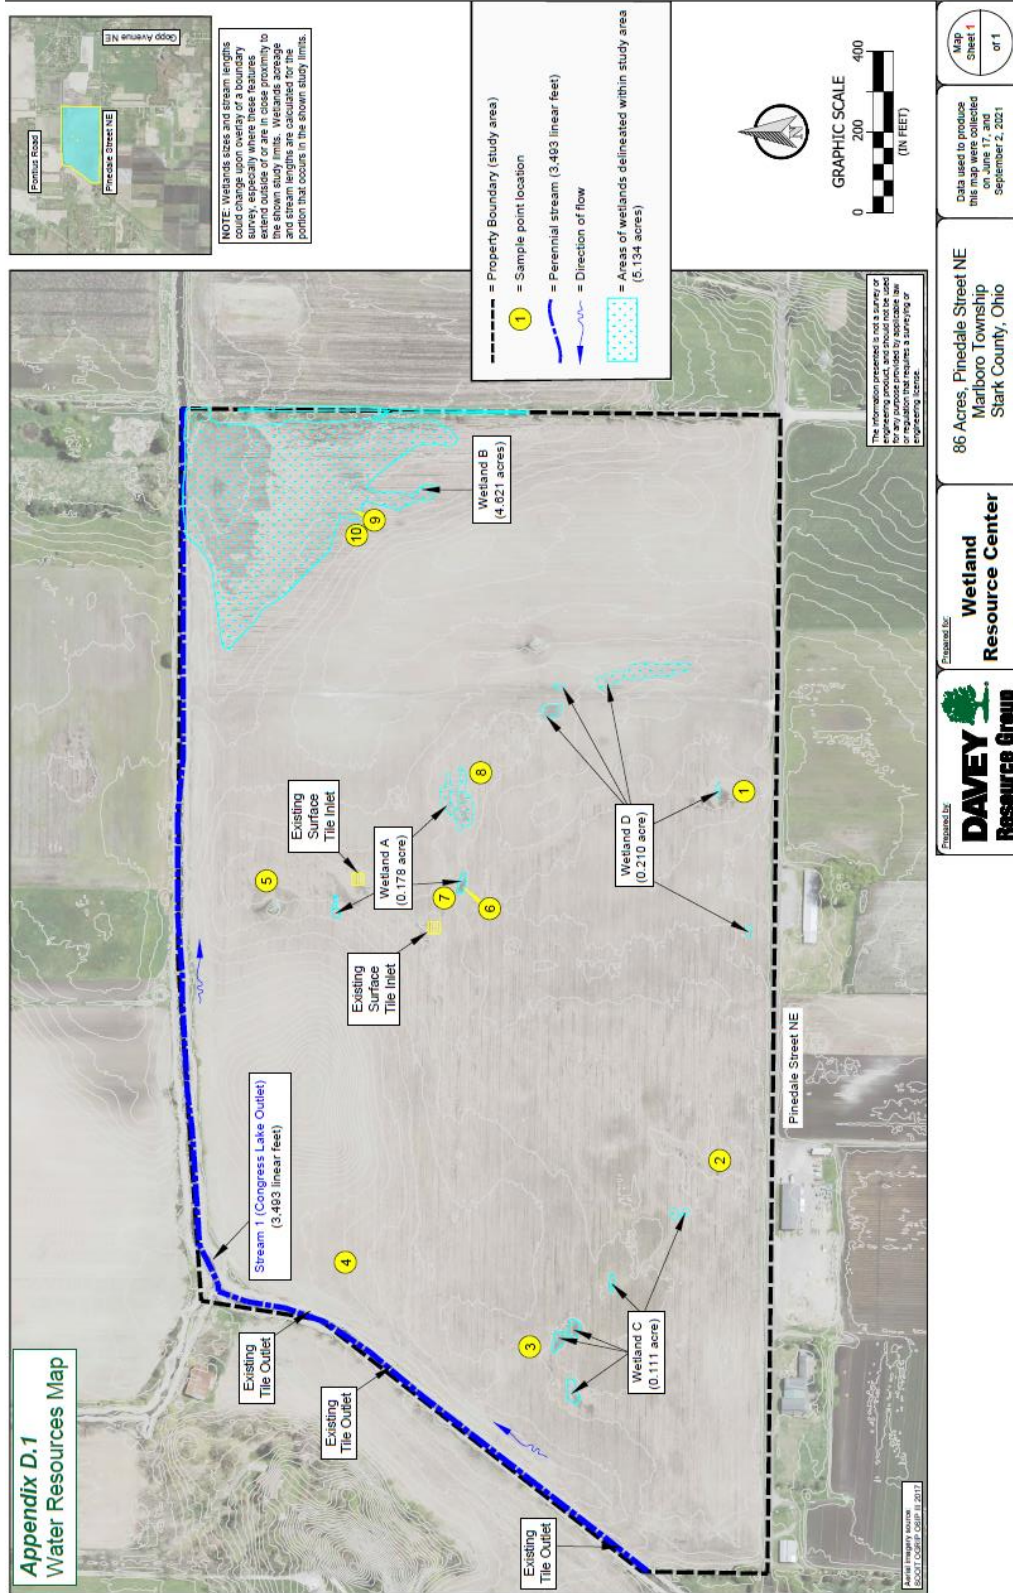 Appendix D.1
Water Resources Map
Existing
Tile Outlet
Existing
Tile Outlet
Existing
Tile Outlet
Stream 1 (Congress Lake Outlet)
(3,493 linear feet)
4
3
Wetland C
(0.111 acre)
2
Existing
Surface
Tile Inlet
Existing
Surface
Tile Inlet
5
Wetland A
(0.178 acre)
7
6
8
Wetland D
(0.210 acre)
1
10
9
Wetland B
(4.621 acres)
Pinedale Street NE
Aerial imagery source:
The information presented is not a survey or
engineering product, and should not be used
for any purpose provided by applicable law
or regulation that requires a surveying or
engineering license.
Pontius Road
Gopp Avenue NE
Pinedale Street NE
NOTE: Wetlands sizes and stream lengths
could change upon overlay of a boundary
survey, especially where these features
extend outside of or are in close proximity to
the shown study limits. Wetlands acreage
and stream lengths are calculated for the
portion that occurs in the shown study limits.
= Property Boundary (study area)
1 = Sample point location
= Perennial stream (3,493 linear feet)
= Direction of flow
= Areas of wetlands delineated within study area
(5.134 acres)
N
GRAPHIC SCALE
0 200 400
(IN FEET)
Prepared by:
DAVEY
Resource Group
Prepared for:
Wetland
Resource Center
86 Acres, Pinedale Street NE
Marlboro Township
Stark County, Ohio
Data used to produce
this map were collected
on June 17, and
September 2, 2021
Map
Sheet 1
of 1